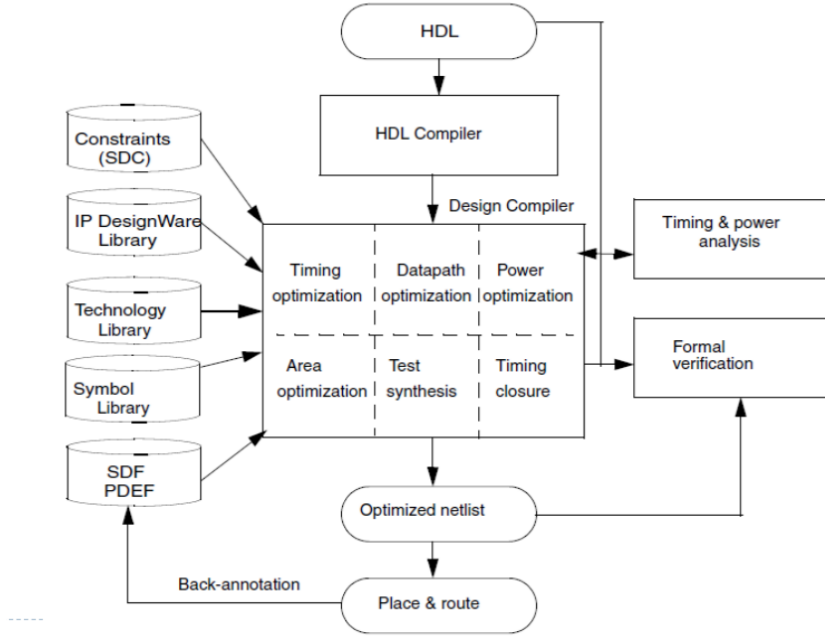 HDL
HDL Compiler
Constraints
(SDC)
IP DesignWare
Library
Technology
Library
Symbol
Library
SDF
PDEF
Design Compiler
Timing
optimization
Datapath
optimization
Power
optimization
Area
optimization
Test
synthesis
Timing
closure
Timing & power
analysis
Formal
verification
Optimized netlist
Back-annotation
Place & route